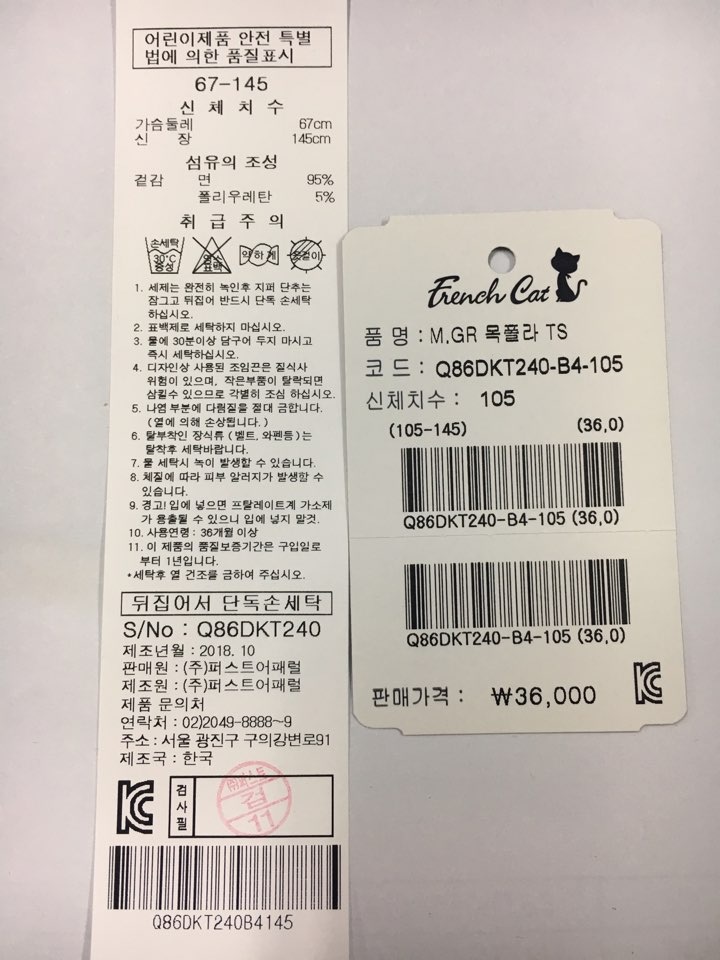 어린이제품 안전 특별
법에 의한 품질표시
67-145
신 체 치 수
가슴둘레 67cm
신 장 145cm
섬유의 조성
겉감 면 95%
폴리우레탄 5%
취 급 주 의
손세탁
30°C
중성
염소
표백
약하게
옷걸이
1. 세제는 완전히 녹인후 지퍼 단추는
잠그고 뒤집어 반드시 단독 손세탁
하십시오.
2. 표백제로 세탁하지 마십시오.
3. 물에 30분이상 담구어 두지 마시고
즉시 세탁하십시오.
4. 디자인상 사용된 조임끈은 질식사
위험이 있으며, 작은부품이 탈락되면
삼킬수 있으므로 각별히 조심 하십시오.
5. 나염 부분에 다림질을 절대 금합니다.
(열에 의해 손상됩니다.)
6. 탈부착인 장식류 (벨트, 와펜등)는
탈착후 세탁바랍니다.
7. 물 세탁시 녹이 발생할 수 있습니다.
8. 체질에 따라 피부 알러지가 발생할 수
있습니다.
9. 경고! 입에 넣으면 프탈레이트계 가소제
가 용출될 수 있으니 입에 넣지 말것.
10. 사용연령 : 36개월 이상
11. 이 제품의 품질보증기간은 구입일로
부터 1년입니다.
*세탁후 열 건조를 금하여 주십시오.
뒤집어서 단독손세탁
S/No : Q86DKT240
제조년월 : 2018. 10
판매원 : (주)퍼스트어패럴
제조원 : (주)퍼스트어패럴
제품 문의처
연락처 : 02)2049-8888~9
주소 : 서울 광진구 구의강변로91
제조국 : 한국
KC
검사필
(주)퍼스트
검
11
Q86DKT240B4145
French Cat
품 명 : M.GR 목폴라 TS
코 드 : Q86DKT240-B4-105
신체치수 : 105
(105-145) (36,0)
Q86DKT240-B4-105 (36,0)
Q86DKT240-B4-105 (36,0)
판매가격 : ₩36,000
KC